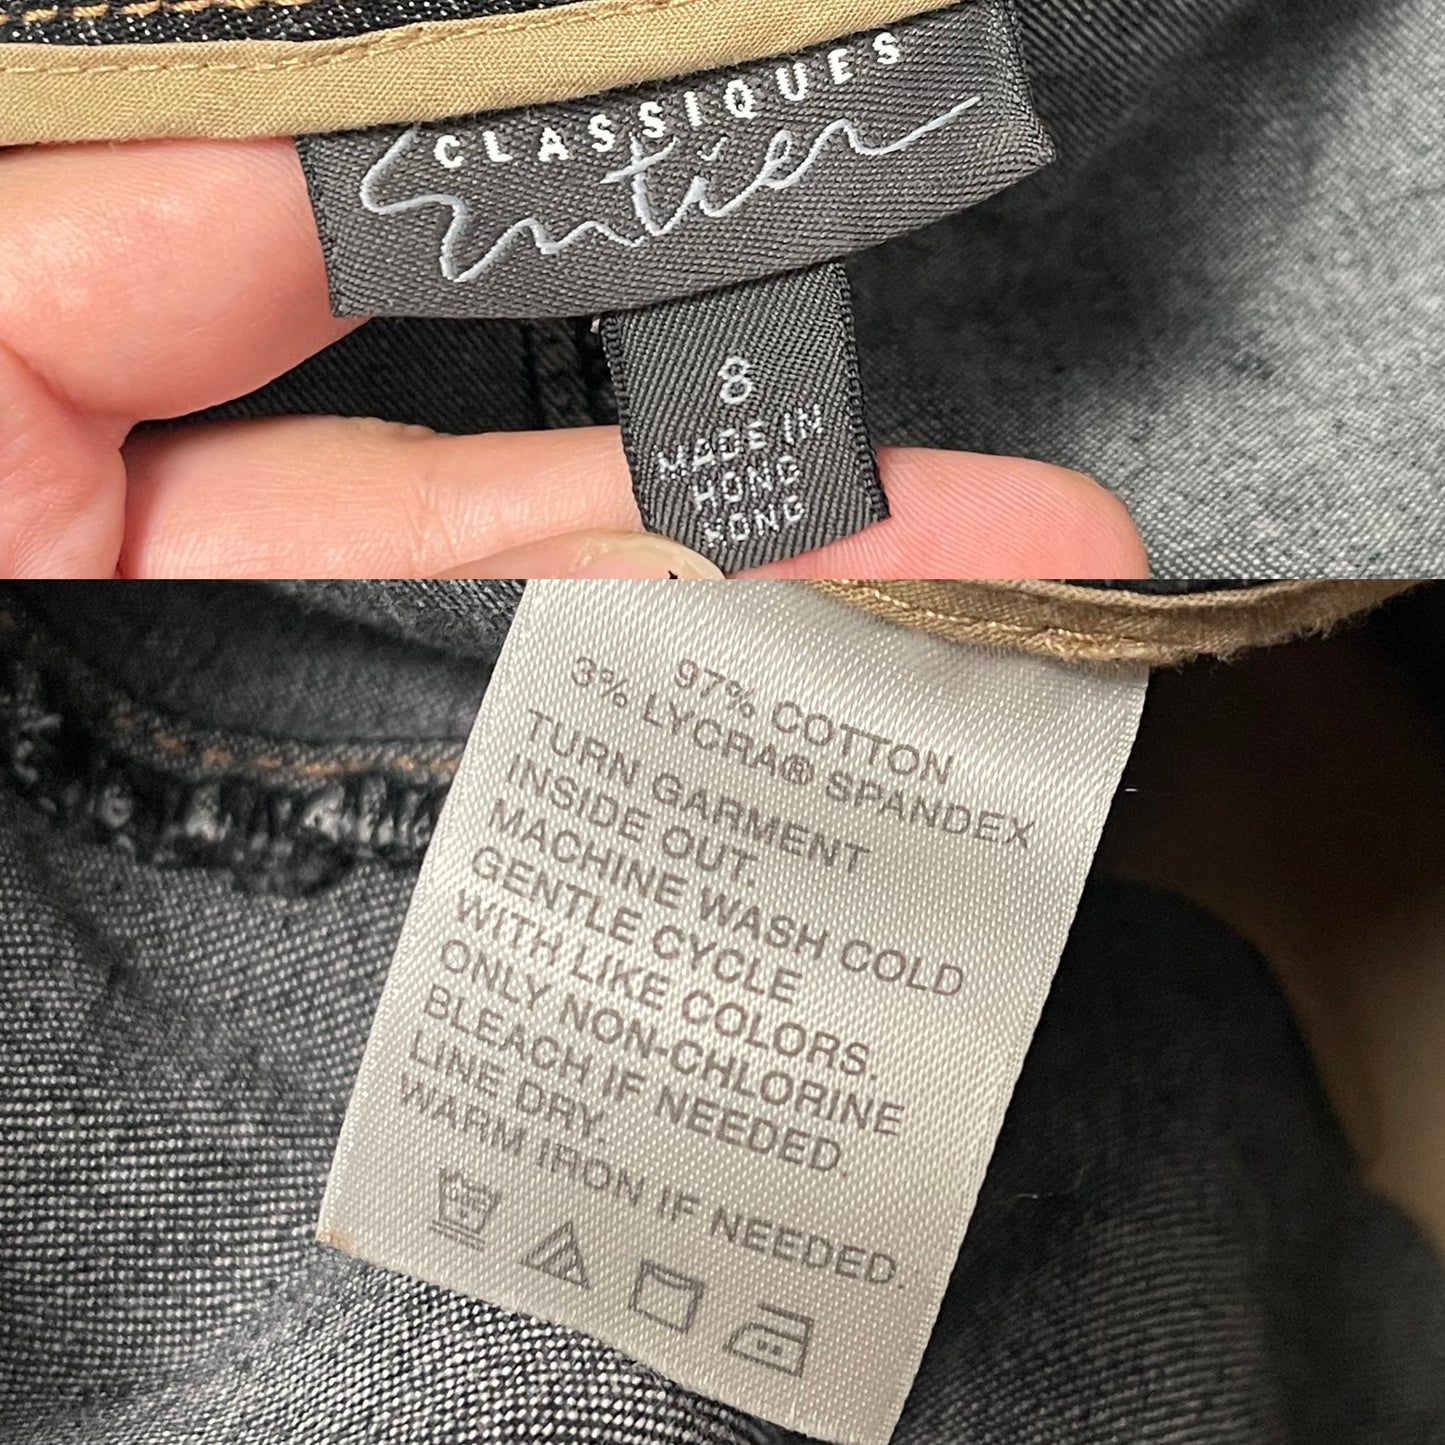 CLASSIQUES
Entier
8
MADE IN
HONG
KONG
97% COTTON
3% LYCRA® SPANDEX
TURN GARMENT
INSIDE OUT.
MACHINE WASH COLD
GENTLE CYCLE
WITH LIKE COLORS.
ONLY NON-CHLORINE
BLEACH IF NEEDED.
LINE DRY.
WARM IRON IF NEEDED.